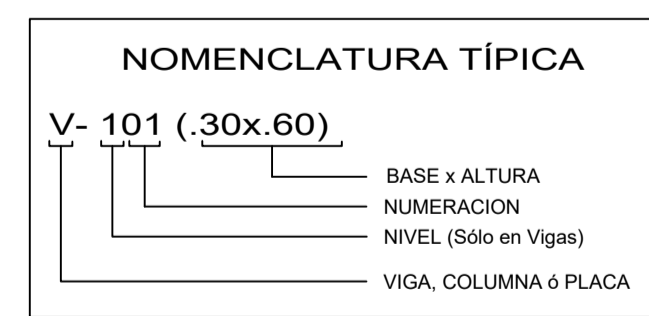 NOMENCLATURA TÍPICA
V- 101 (.30x.60)
BASE x ALTURA
NUMERACION
NIVEL (Sólo en Vigas)
VIGA, COLUMNA ó PLACA